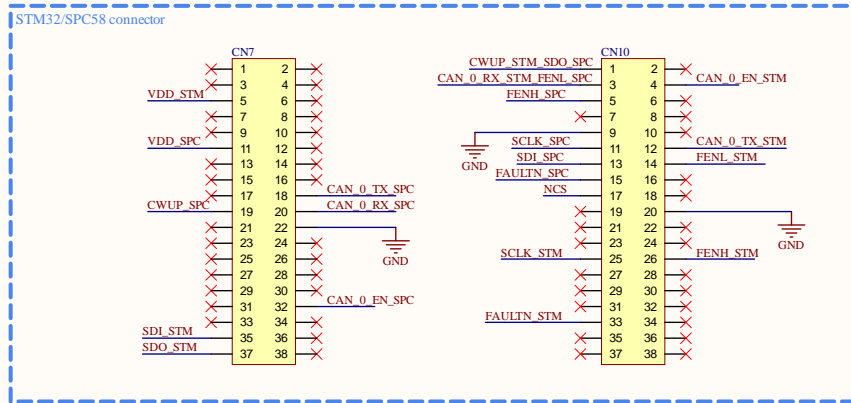 STM32/SPC58 connector
CN7
1 2
3 4
VDD_STM 5 6
7 8
9 10
VDD_SPC 11 12
13 14
15 16
17 18 CAN_0_TX_SPC
CWUP_SPC 19 20 CAN_0_RX_SPC
21 22
23 24
GND
25 26
27 28
29 30
31 32 CAN_0_EN_SPC
33 34
SDI_STM 35 36
SDO_STM 37 38
CN10
CWUP_STM_SDO_SPC 1 2
CAN_0_RX_STM_FENL_SPC 3 4 CAN_0_EN_STM
FENH_SPC 5 6
7 8
9 10
GND
SCLK_SPC 11 12 CAN_0_TX_STM
SDI_SPC 13 14 FENL_STM
FAULTN_SPC 15 16
NCS 17 18
19 20
21 22
GND
23 24
SCLK_STM 25 26 FENH_STM
27 28
29 30
31 32
FAULTN_STM 33 34
35 36
37 38